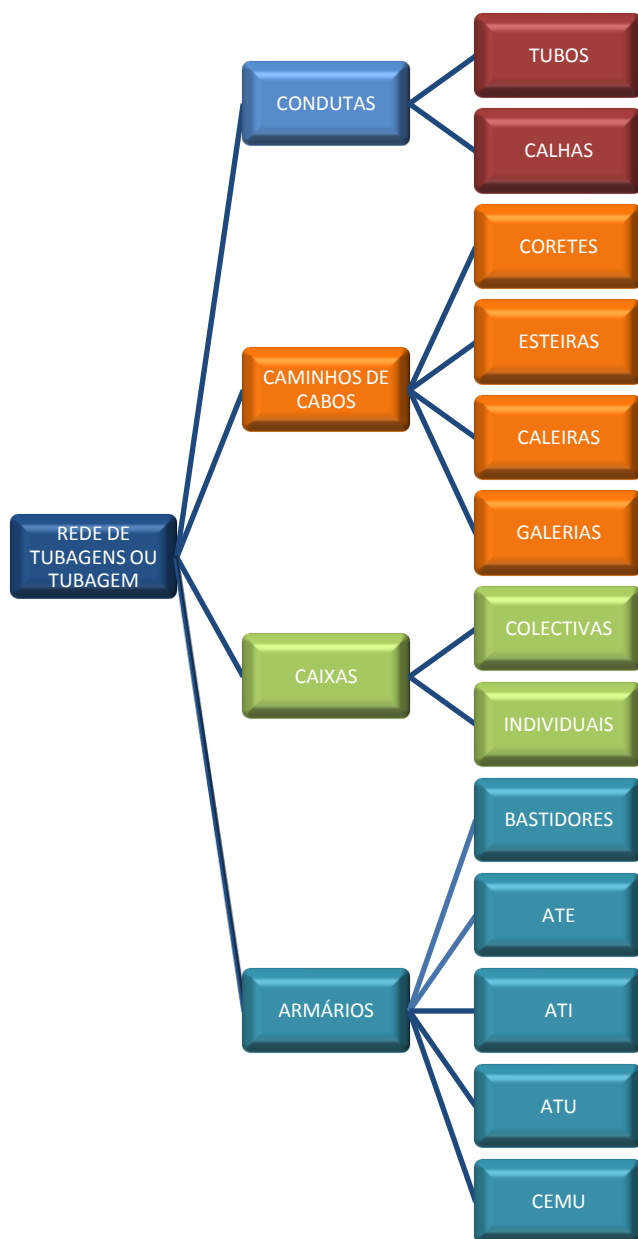 REDE DE
TUBAGENS OU
TUBAGEM
CONDUTAS
TUBOS
CALHAS
CAMINHOS DE
CABOS
CORETES
ESTEIRAS
CALEIRAS
GALERIAS
CAIXAS
COLECTIVAS
INDIVIDUAIS
ARMÁRIOS
BASTIDORES
ATE
ATI
ATU
CEMU